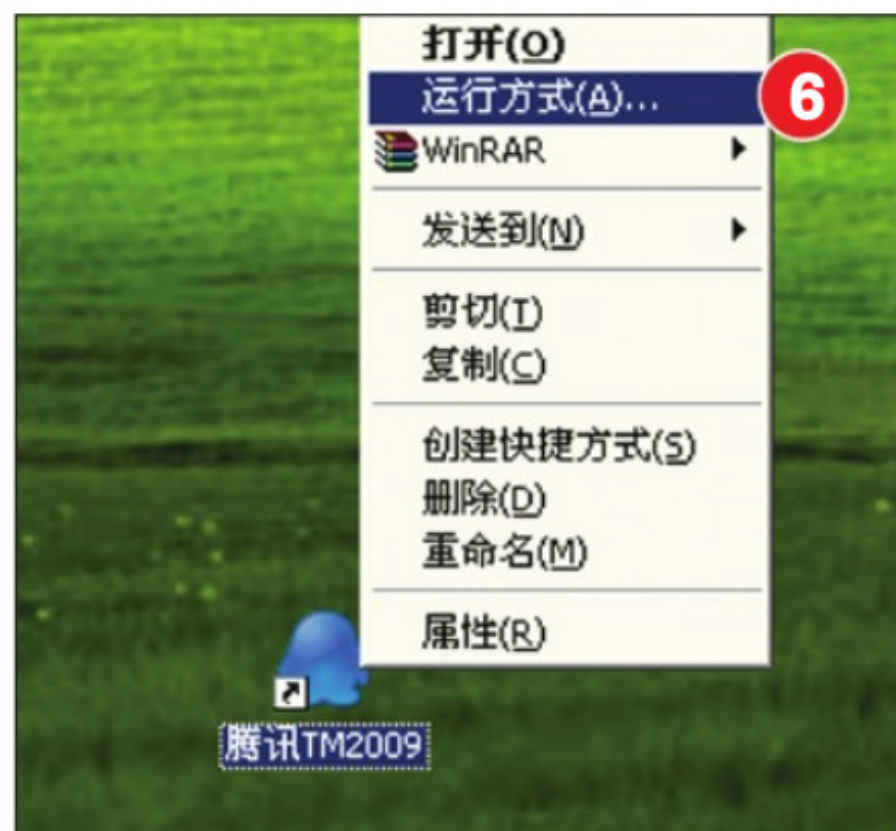 打开(O)
运行方式(A)...
6
WinRAR
发送到(N)
剪切(T)
复制(C)
创建快捷方式(S)
删除(D)
重命名(M)
属性(R)
腾讯TM2009